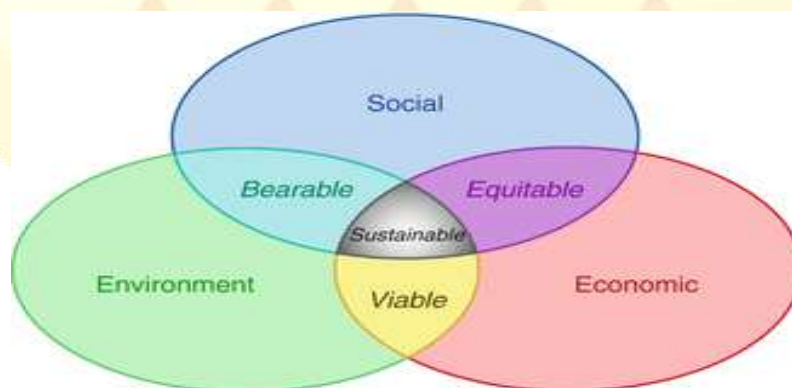 Social
Bearable
Equitable
Sustainable
Environment
Viable
Economic